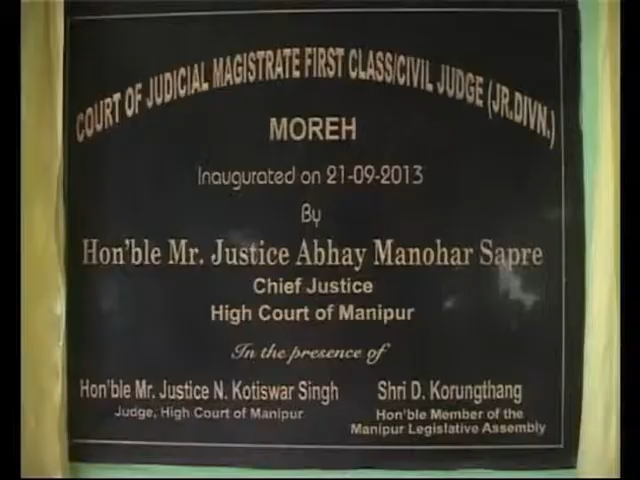 COURT OF JUDICIAL MAGISTRATE FIRST CLASS/CIVIL JUDGE (JR.DIVN.)
MOREH
Inaugurated on 21-09-2013
By
Hon'ble Mr. Justice Abhay Manohar Sapre
Chief Justice
High Court of Manipur
In the presence of
Hon'ble Mr. Justice N. Kotiswar Singh
Judge, High Court of Manipur
Shri D. Korungthang
Hon'ble Member of the
Manipur Legislative Assembly